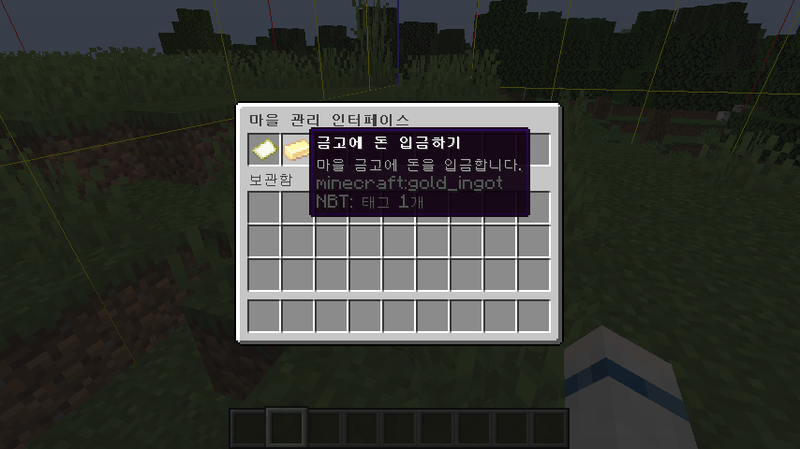 마을 관리 인터페이스
금고에 돈 입금하기
마을 금고에 돈을 입금합니다.
minecraft:gold_ingot
NBT: 태그 1개
보관함